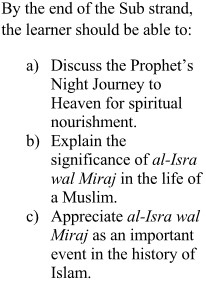 By the end of the Sub strand,
the learner should be able to:
a) Discuss the Prophet's
Night Journey to
Heaven for spiritual
nourishment.
b) Explain the
significance of al-Isra
wal Miraj in the life of
a Muslim.
c) Appreciate al-Isra wal
Miraj as an important
event in the history of
Islam.